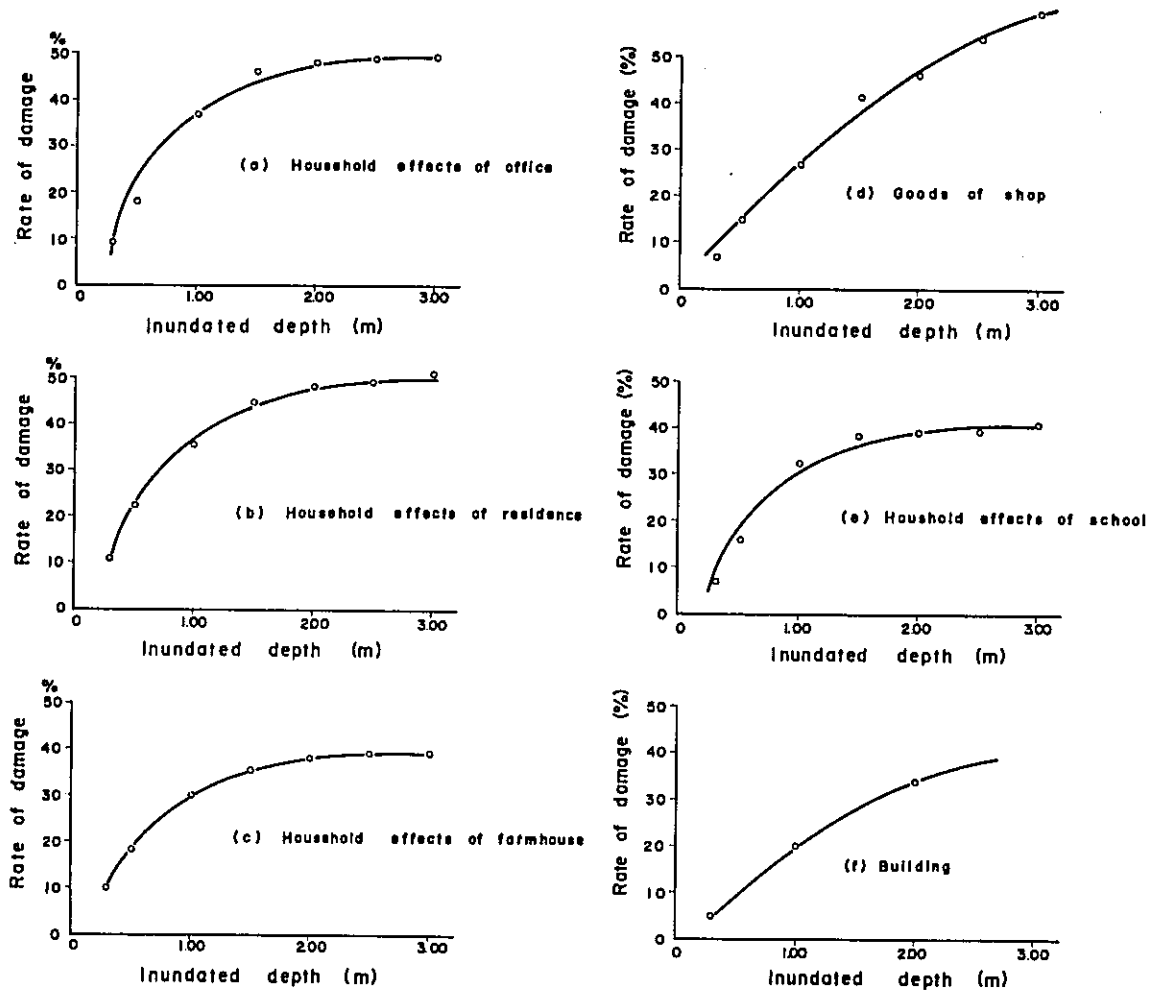 %
50
40
30
20
10
0
Rate of damage
(a) Household effects of office
0 1.00 2.00 3.00
Inundated depth (m)
50
40
30
20
10
0
Rate of damage (%)
(d) Goods of shop
0 1.00 2.00 3.00
Inundated depth (m)
%
50
40
30
20
10
0
Rate of damage
(b) Household effects of residence
0 1.00 2.00 3.00
Inundated depth (m)
50
40
30
20
10
0
Rate of damage (%)
(e) Houshold effects of school
0 1.00 2.00 3.00
Inundated depth (m)
%
50
40
30
20
10
0
Rate of damage
(c) Household effects of farmhouse
0 1.00 2.00 3.00
Inundated depth (m)
50
40
30
20
10
0
Rate of damage (%)
(f) Building
0 1.00 2.00 3.00
Inundated depth (m)